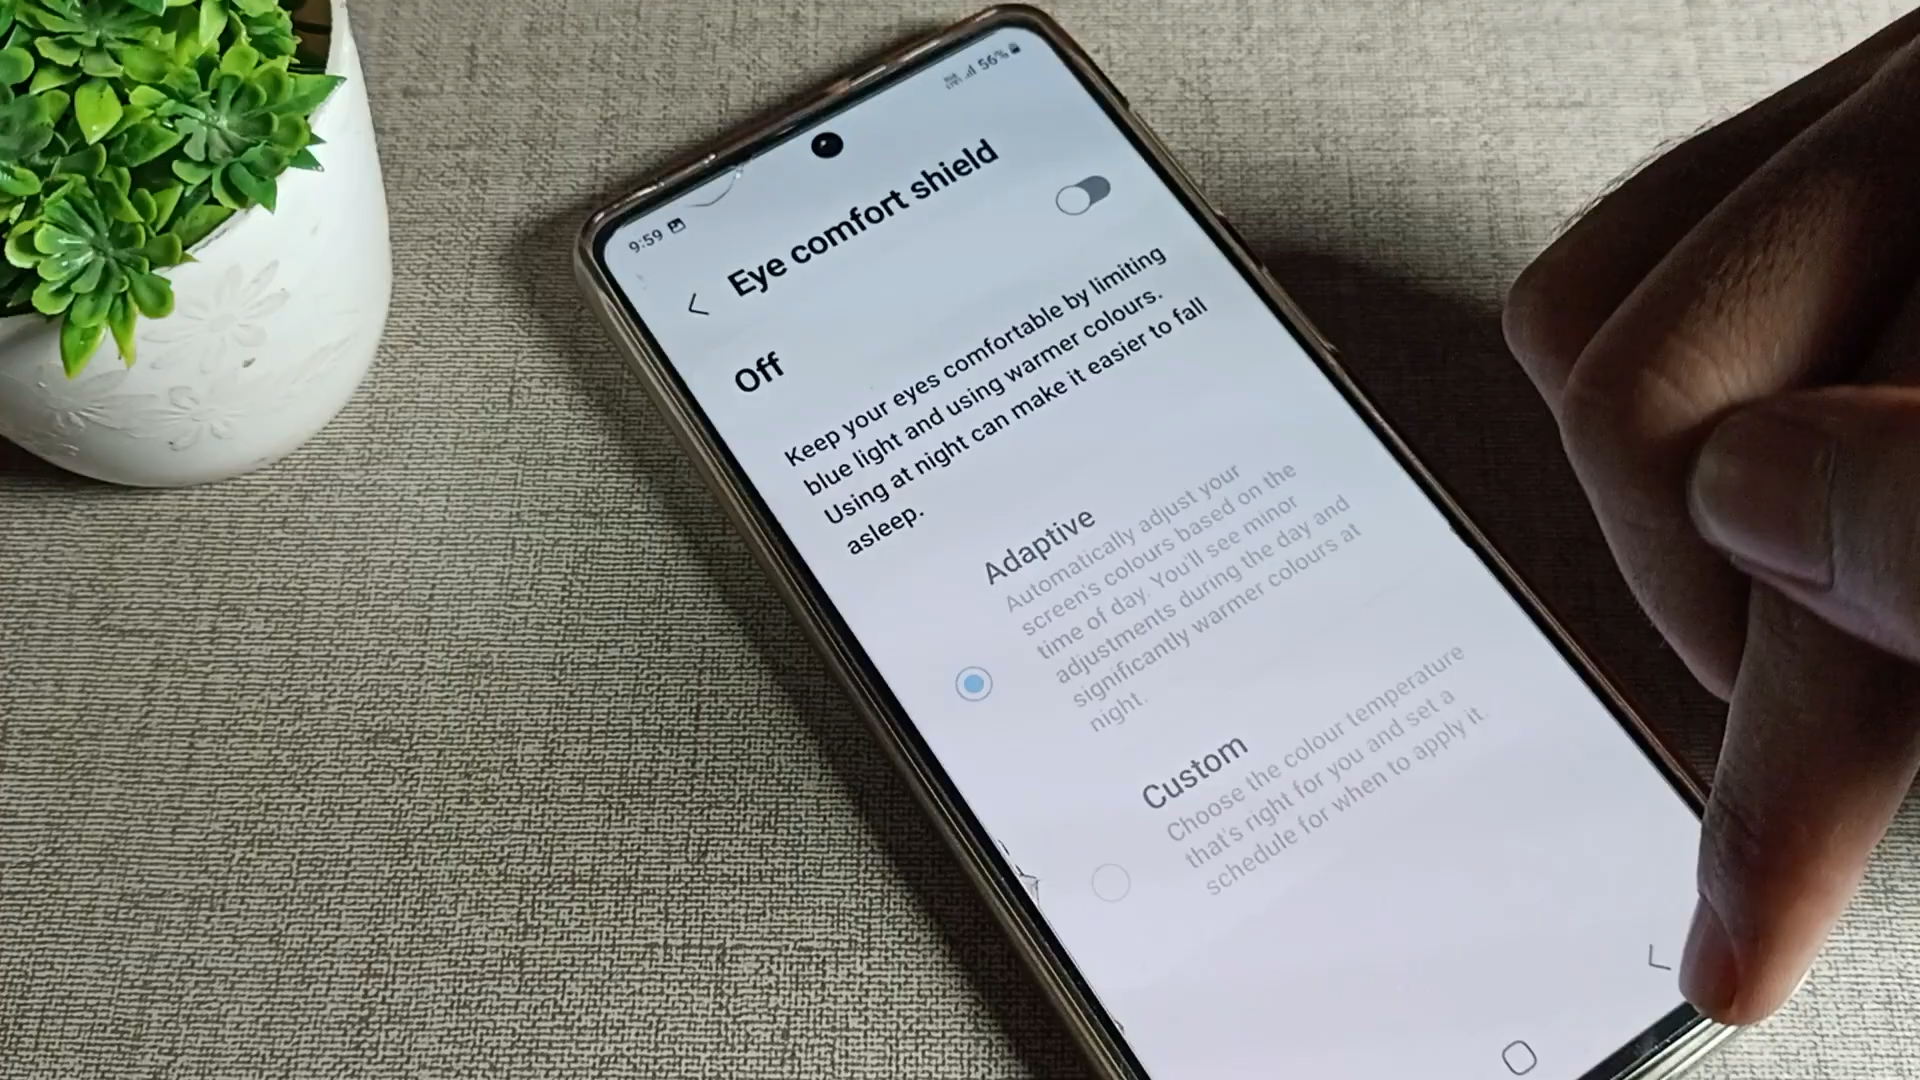 9:59
56%
Eye comfort shield
Off
Keep your eyes comfortable by limiting
blue light and using warmer colours.
Using at night can make it easier to fall
asleep.
Adaptive
Automatically adjust your
screen's colours based on the
time of day. You'll see minor
adjustments during the day and
significantly warmer colours at
night.
Custom
Choose the colour temperature
that's right for you and set a
schedule for when to apply it.